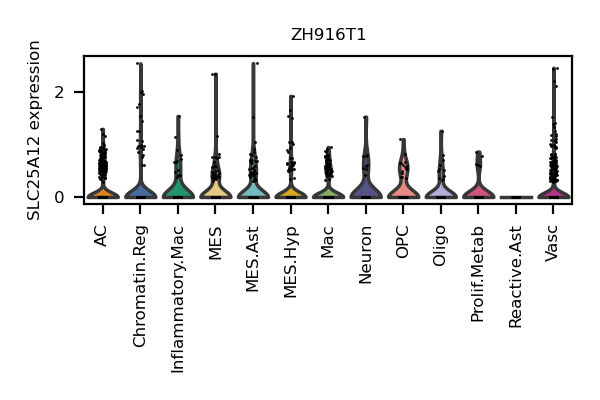 ZH916T1
SLC25A12 expression
2
0
AC
Chromatin.Reg
Inflammatory.Mac
MES
MES.Ast
MES.Hyp
Mac
Neuron
OPC
Oligo
Prolif.Metab
Reactive.Ast
Vasc